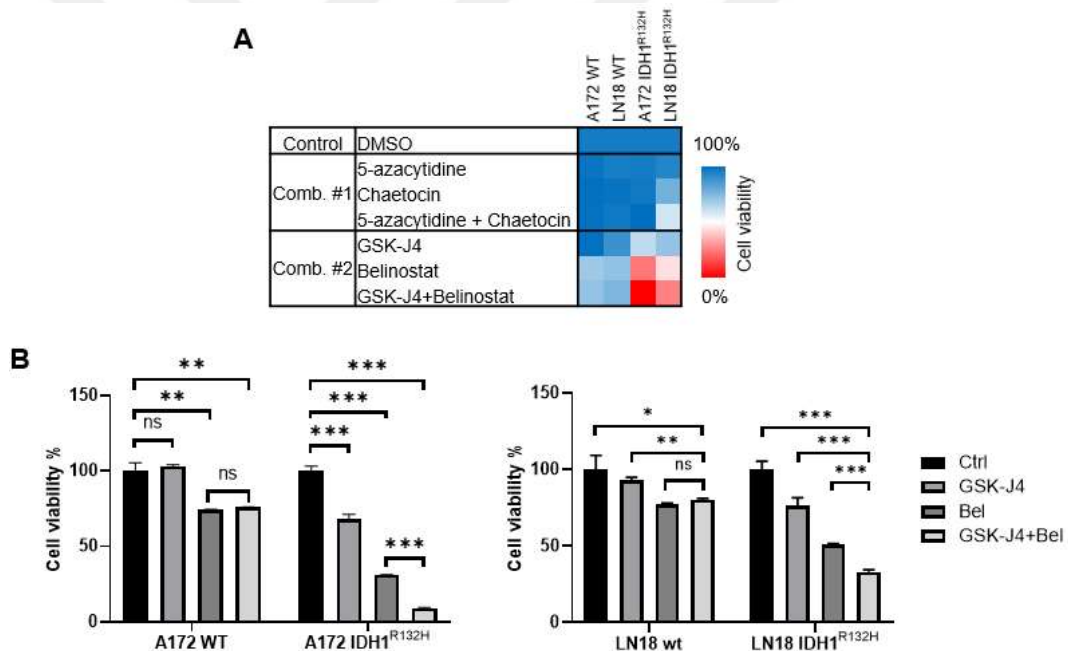 A
A172 WT
LN18 WT
A172 IDH1R132H
LN18 IDH1R132H
Control DMSO
100%
Comb. #1
5-azacytidine
Chaetocin
5-azacytidine + Chaetocin
Cell viability
Comb. #2
GSK-J4
Belinostat
GSK-J4+Belinostat
0%
B
Cell viability %
150
100
50
0
**
**
ns
ns
***
***
***
***
A172 WT
A172 IDH1R132H
Cell viability %
150
100
50
0
*
**
ns
***
***
***
LN18 wt
LN18 IDH1R132H
Ctrl
GSK-J4
Bel
GSK-J4+Bel